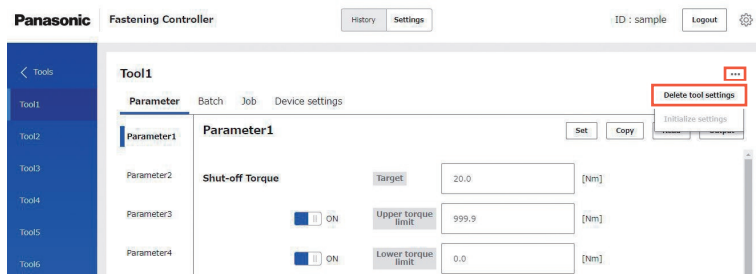 Panasonic Fastening Controller History Settings ID : sample Logout
< Tools
Tool1
Delete tool settings
Parameter Batch Job Device settings
Tool1
Initialize settings
Parameter1 Parameter1 Set Copy
Tool2
Parameter2 Shut-off Torque Target 20.0 [Nm]
Tool3
Tool4
Parameter3 ON Upper torque limit 999.9 [Nm]
Tool5
Parameter4 ON Lower torque limit 0.0 [Nm]
Tool6